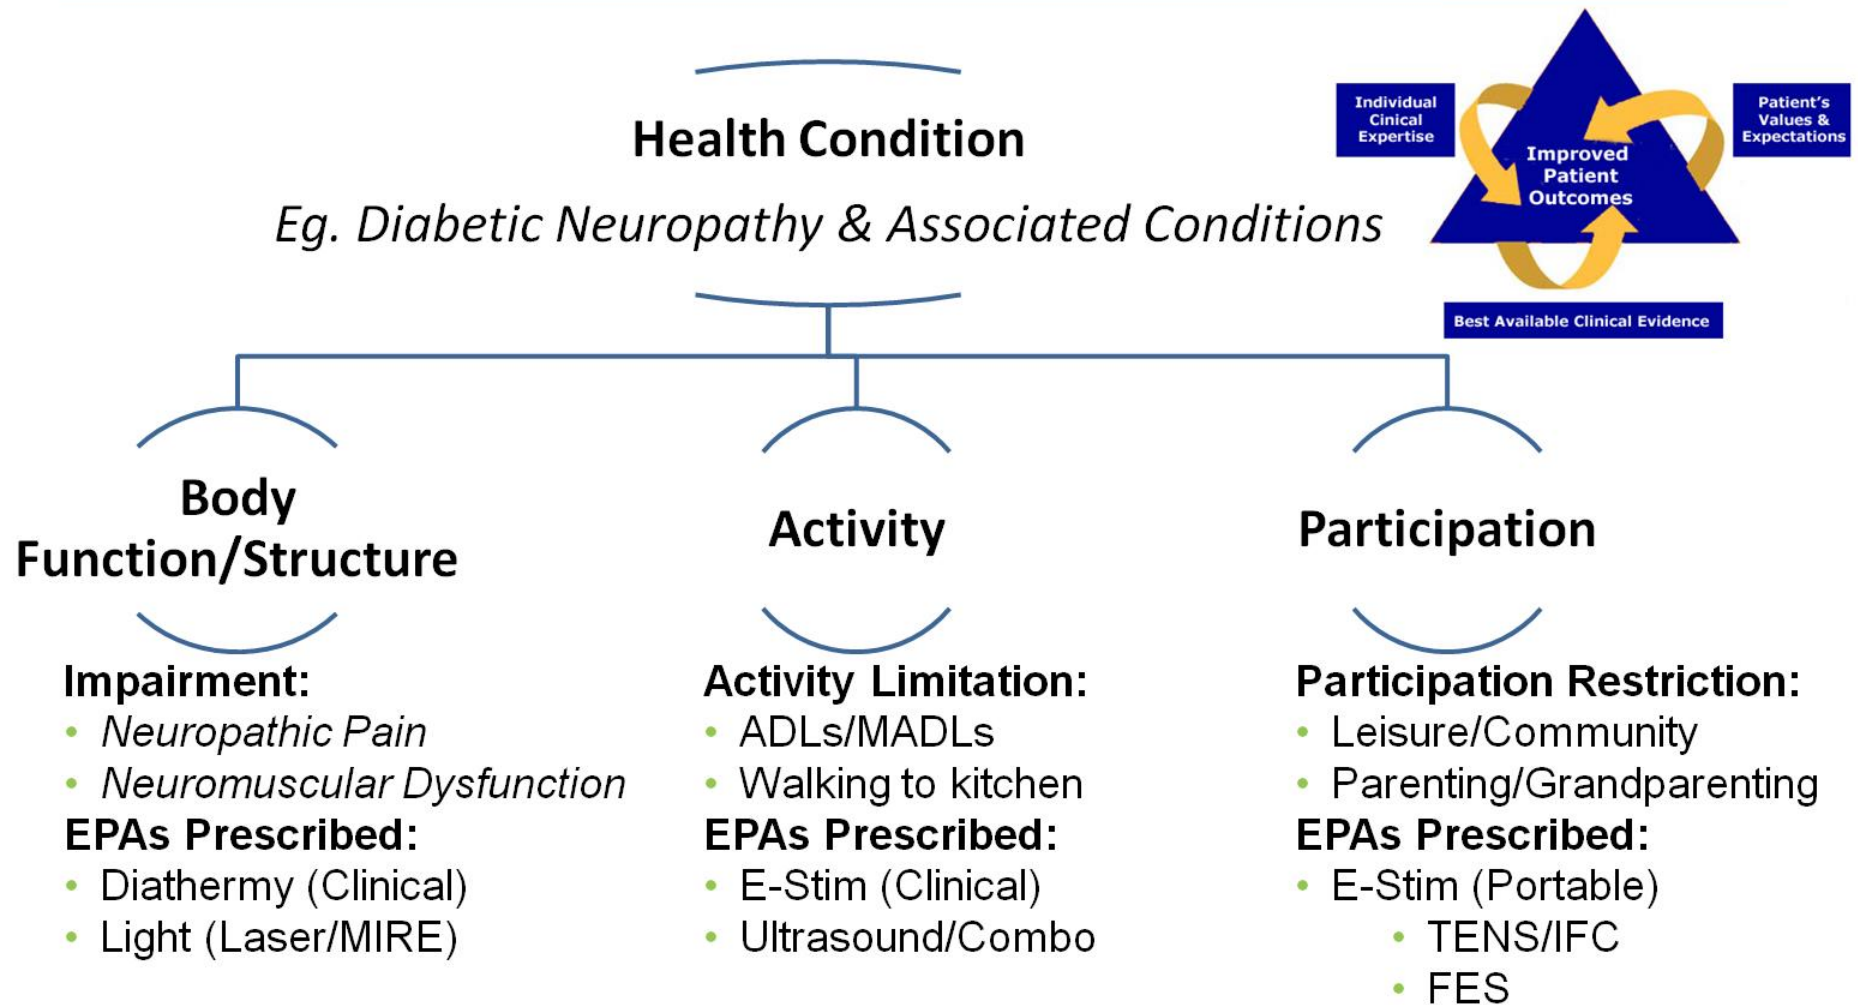 Health Condition
Eg. Diabetic Neuropathy & Associated Conditions
Individual
Cinical
Expertise
Patient's
Values &
Expectations
Improved
Patient
Outcomes
Best Available Clinical Evidence
Body
Function/Structure
Impairment:
• Neuropathic Pain
• Neuromuscular Dysfunction
EPAs Prescribed:
• Diathermy (Clinical)
• Light (Laser/MIRE)
Activity
Activity Limitation:
• ADLs/MADLs
• Walking to kitchen
EPAs Prescribed:
• E-Stim (Clinical)
• Ultrasound/Combo
Participation
Participation Restriction:
• Leisure/Community
• Parenting/Grandparenting
EPAs Prescribed:
• E-Stim (Portable)
• TENS/IFC
• FES